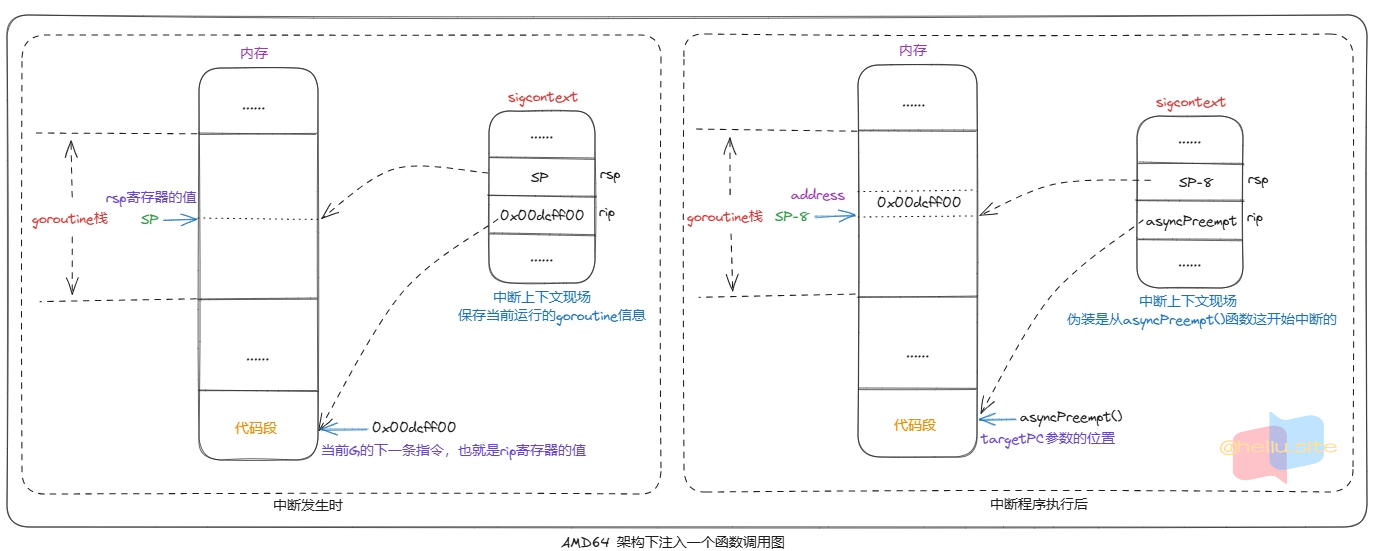 内存
......
sigcontext
......
SP
rsp
rsp寄存器的值
goroutine栈
SP
0x00dcff00
rip
......
中断上下文现场
保存当前运行的goroutine信息
......
代码段
0x00dcff00
当前G的下一条指令，也就是rip寄存器的值
中断发生时
内存
......
sigcontext
......
SP-8
rsp
address
0x00dcff00
goroutine栈
SP-8
asyncPreempt
rip
......
中断上下文现场
伪装是从asyncPreempt()函数这开始中断的
......
代码段
asyncPreempt()
targetPC参数的位置
@hellu.site
中断程序执行后
AMD64 架构下注入一个函数调用图